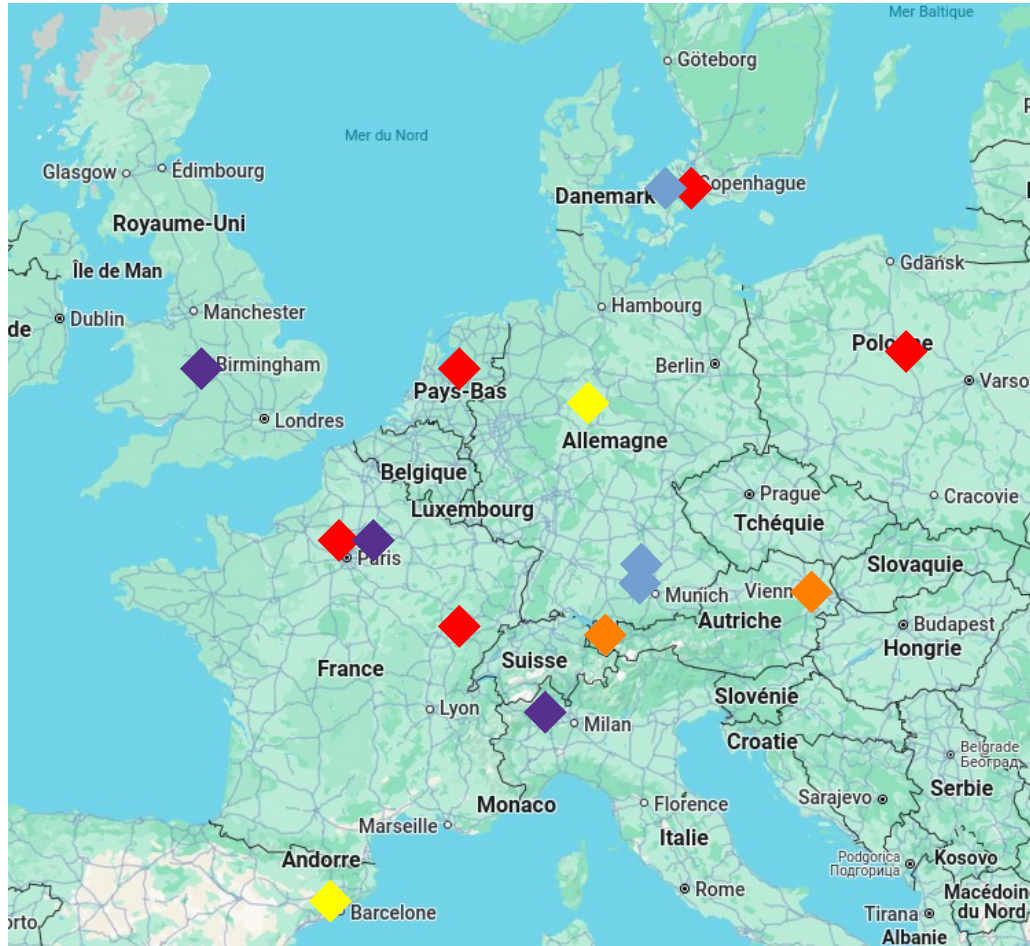 Mer Baltique
Göteborg
Mer du Nord
Glasgow
Édimbourg
Danemark
Copenhague
Royaume-Uni
Gdańsk
Île de Man
Hambourg
Dublin
Manchester
de
Birmingham
Berlin
Varso
Pays-Bas
Londres
Allemagne
Belgique
Prague
Cracovie
Luxembourg
Tchéquie
Paris
Slovaquie
Munich
Autriche
Budapest
Hongrie
Suisse
France
Slovénie
Lyon
Milan
Croatie
Belgrade
Београд
Serbie
Sarajevo
Monaco
Florence
Marseille
Italie
Andorre
Podgorica
Подгорица
Kosovo
Rome
Macédoin
du Nord
Barcelone
Tirana
orto
Albanie